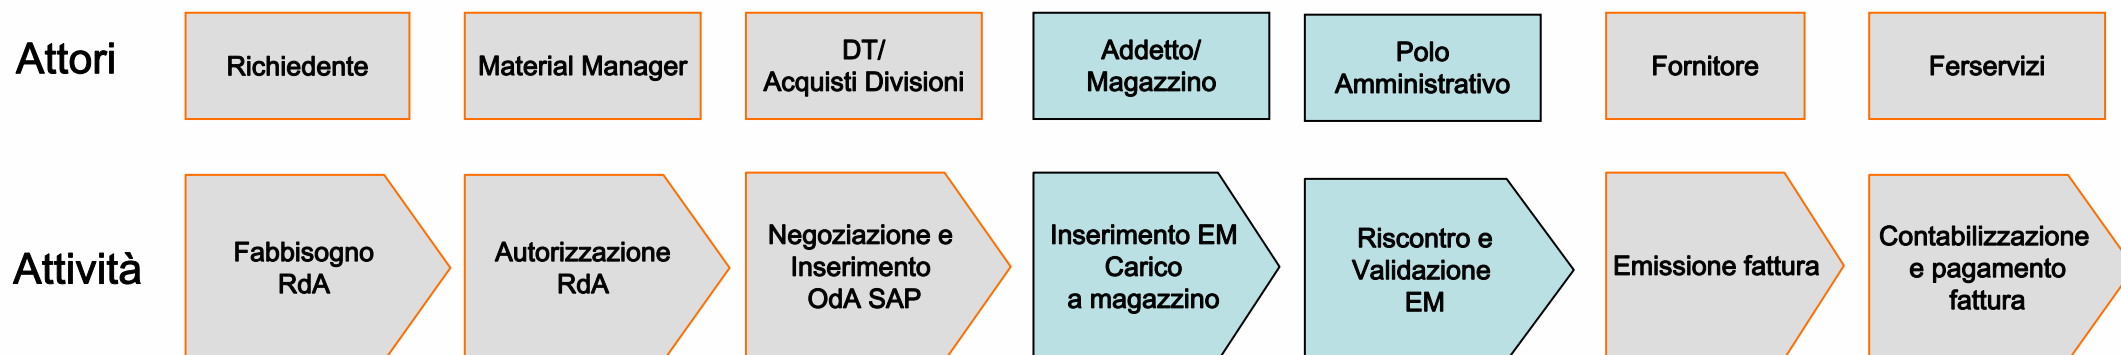 Attori
Richiedente
Material Manager
DT/
Acquisti Divisioni
Addetto/
Magazzino
Polo
Amministrativo
Fornitore
Ferservizi
Attività
Fabbisogno
RdA
Autorizzazione
RdA
Negoziazione e
Inserimento
OdA SAP
Inserimento EM
Carico
a magazzino
Riscontro e
Validazione
EM
Emissione fattura
Contabilizzazione
e pagamento
fattura